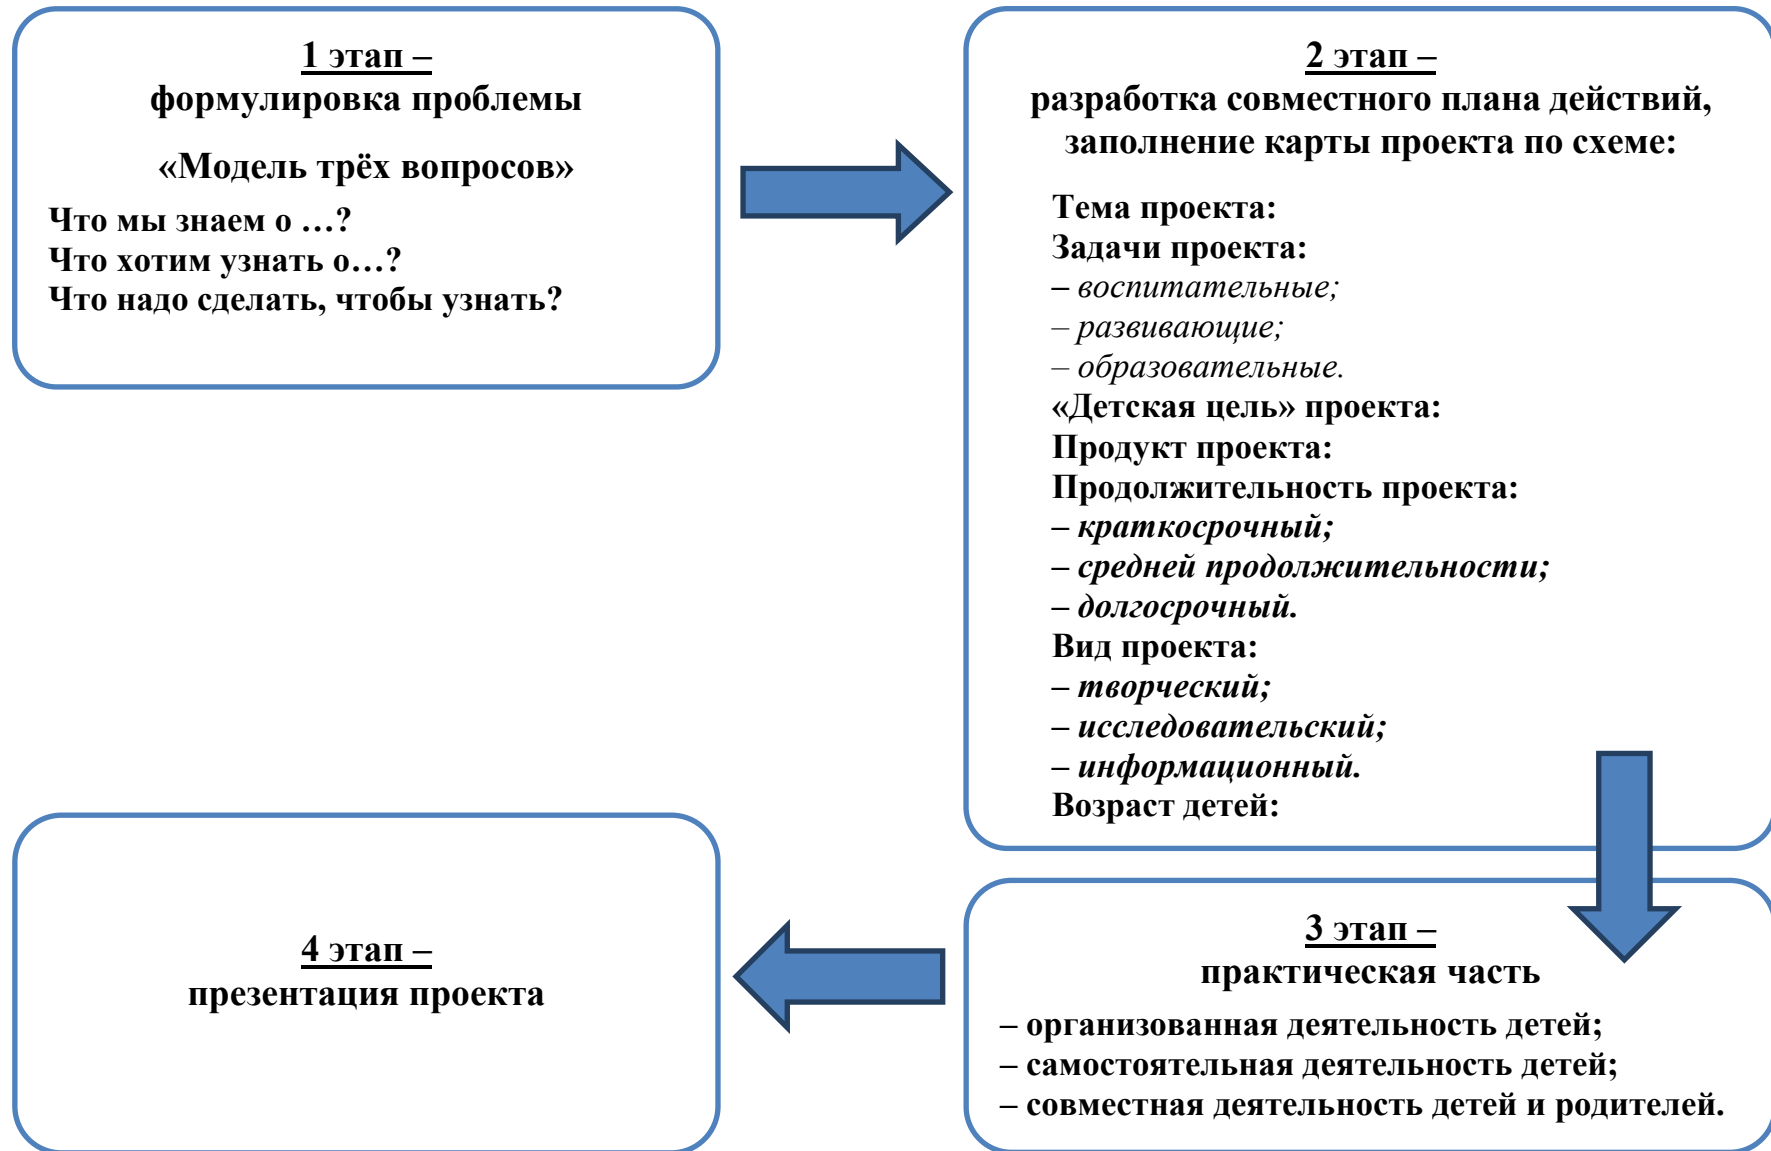 1 этап –
формулировка проблемы
«Модель трёх вопросов»
Что мы знаем о …?
Что хотим узнать о…?
Что надо сделать, чтобы узнать?
2 этап –
разработка совместного плана действий,
заполнение карты проекта по схеме:
Тема проекта:
Задачи проекта:
– воспитательные;
– развивающие;
– образовательные.
«Детская цель» проекта:
Продукт проекта:
Продолжительность проекта:
– краткосрочный;
– средней продолжительности;
– долгосрочный.
Вид проекта:
– творческий;
– исследовательский;
– информационный.
Возраст детей:
3 этап –
практическая часть
– организованная деятельность детей;
– самостоятельная деятельность детей;
– совместная деятельность детей и родителей.
4 этап –
презентация проекта